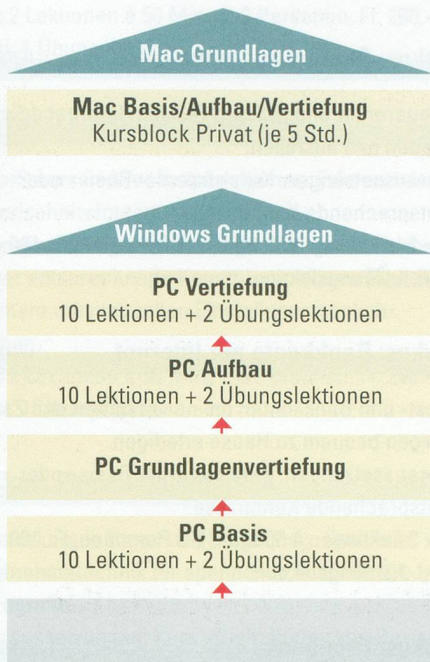 Mac Grundlagen
Mac Basis/Aufbau/Vertiefung
Kursblock Privat (je 5 Std.)
Windows Grundlagen
PC Vertiefung
10 Lektionen + 2 Übungslektionen
PC Aufbau
10 Lektionen + 2 Übungslektionen
PC Grundlagenvertiefung
PC Basis
10 Lektionen + 2 Übungslektionen